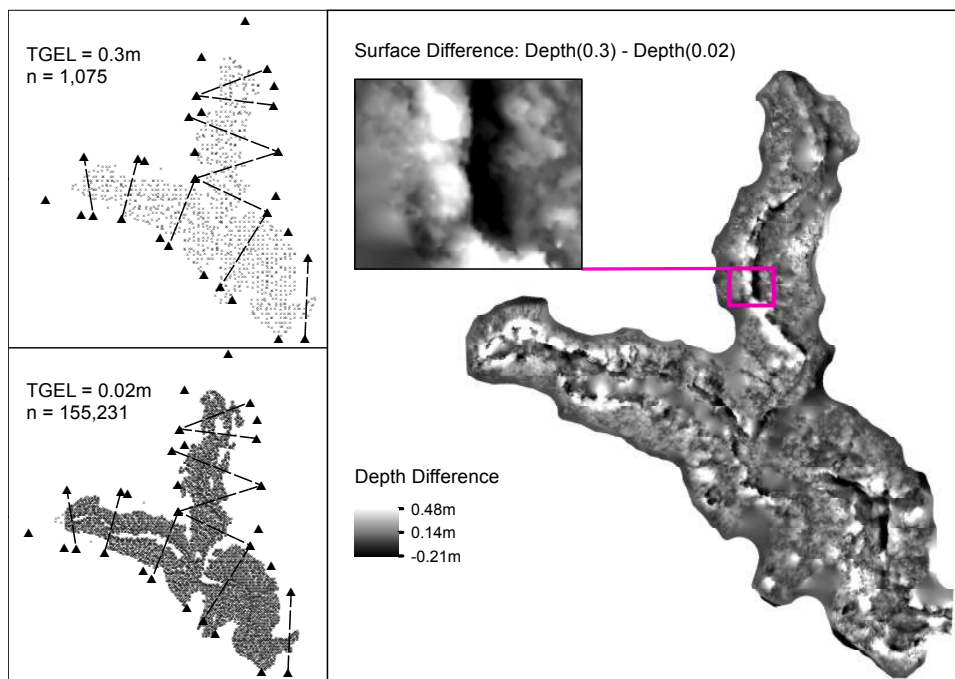 TGEL = 0.3m
n = 1,075
TGEL = 0.02m
n = 155,231
Surface Difference: Depth(0.3) - Depth(0.02)
Depth Difference
0.48m
0.14m
-0.21m